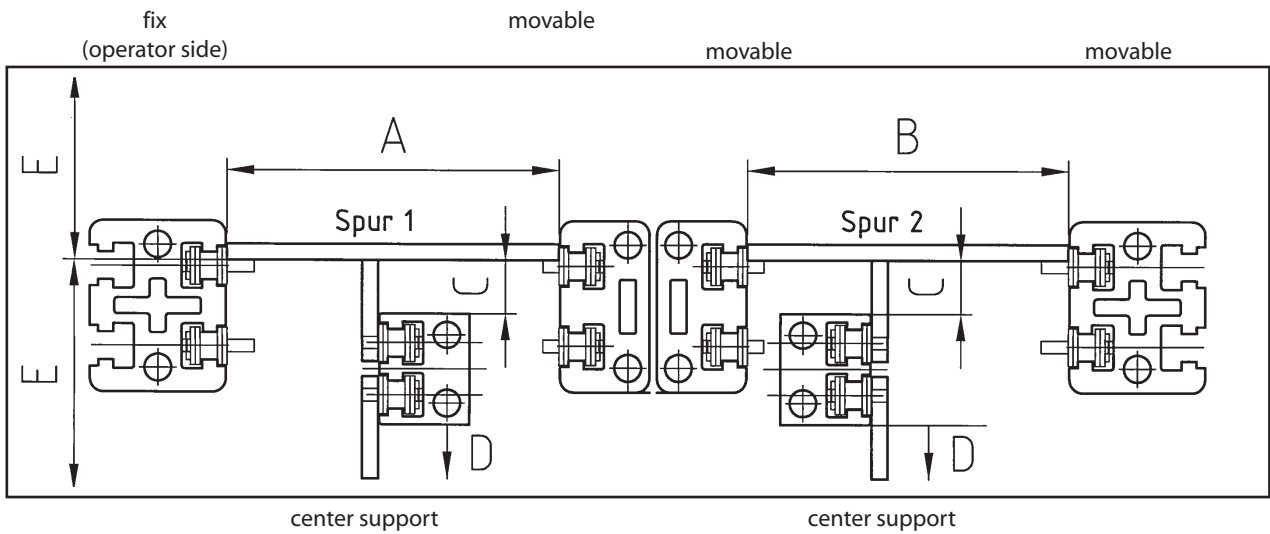 fix
(operator side)
movable
movable
movable
E
A
B
Spur 1
Spur 2
C
C
E
D
D
center support
center support